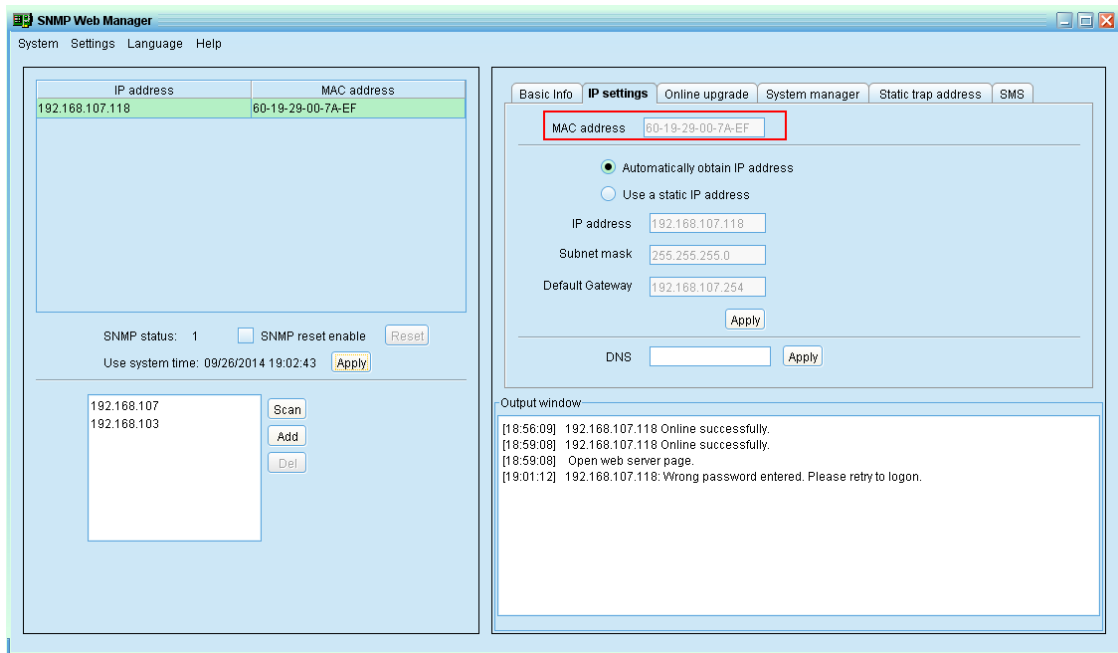 SNMP Web Manager
System Settings Language Help
IP address MAC address
192.168.107.118 60-19-29-00-7A-EF
SNMP status: 1 SNMP reset enable Reset
Use system time: 09/26/2014 19:02:43 Apply
192.168.107
192.168.103
Scan
Add
Del
Basic Info IP settings Online upgrade System manager Static trap address SMS
MAC address 60-19-29-00-7A-EF
Automatically obtain IP address
Use a static IP address
IP address 192.168.107.118
Subnet mask 255.255.255.0
Default Gateway 192.168.107.254
Apply
DNS Apply
Output window
[18:56:09] 192.168.107.118 Online successfully.
[18:59:08] 192.168.107.118 Online successfully.
[18:59:08] Open web server page.
[19:01:12] 192.168.107.118: Wrong password entered. Please retry to logon.